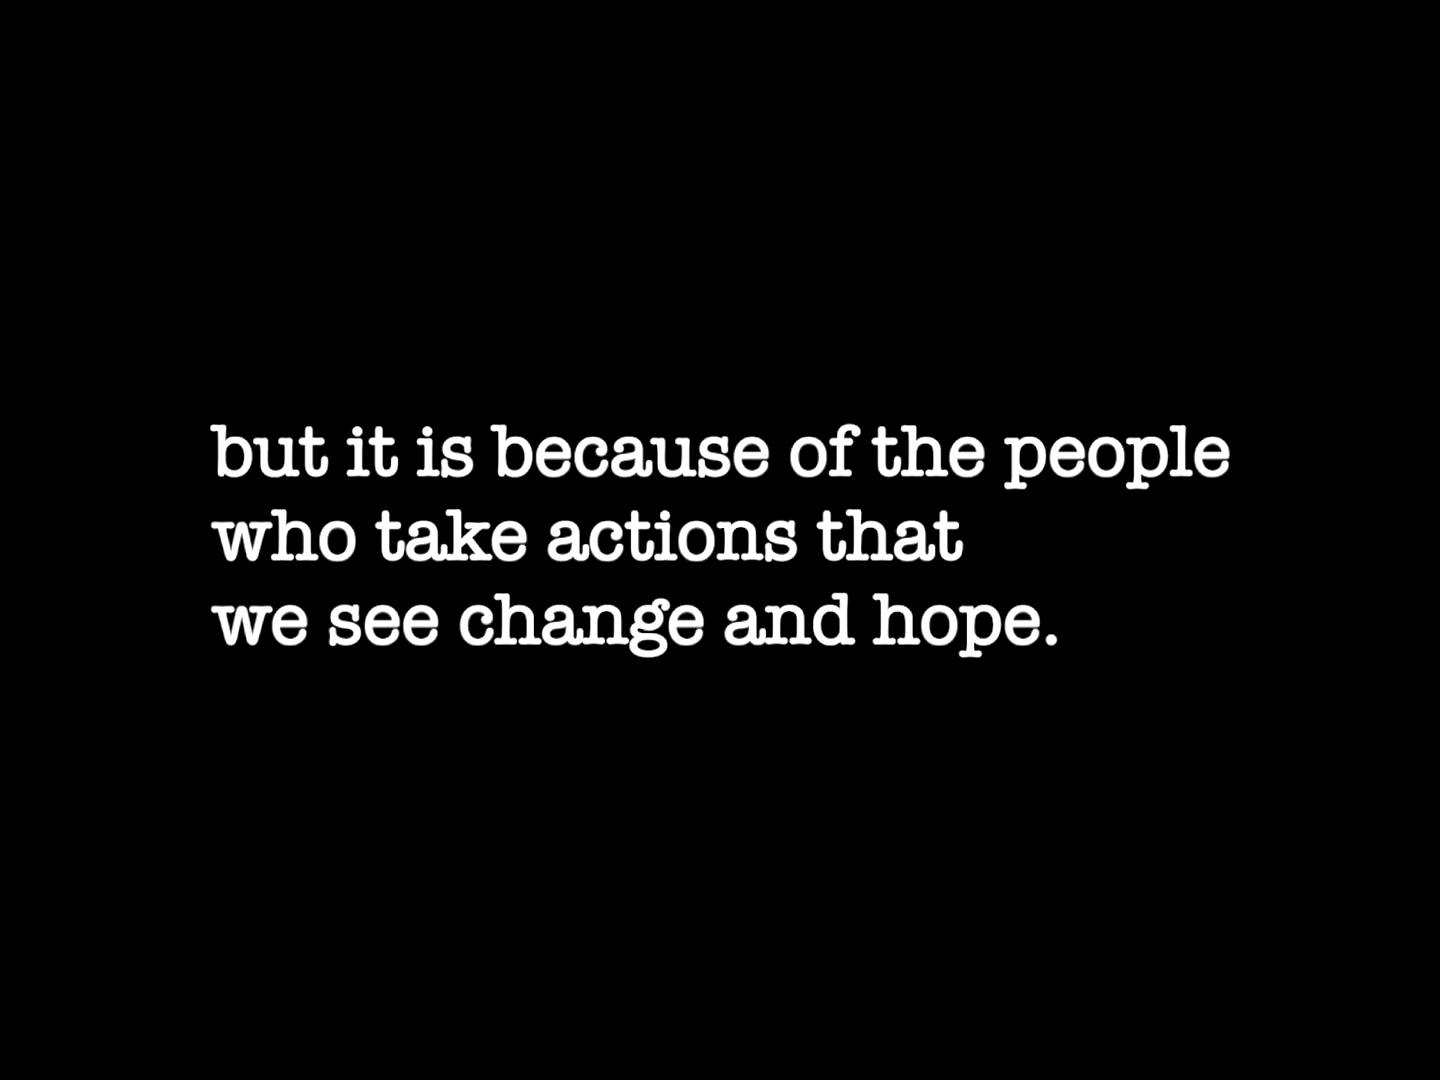 but it is because of the people
who take actions that
we see change and hope.